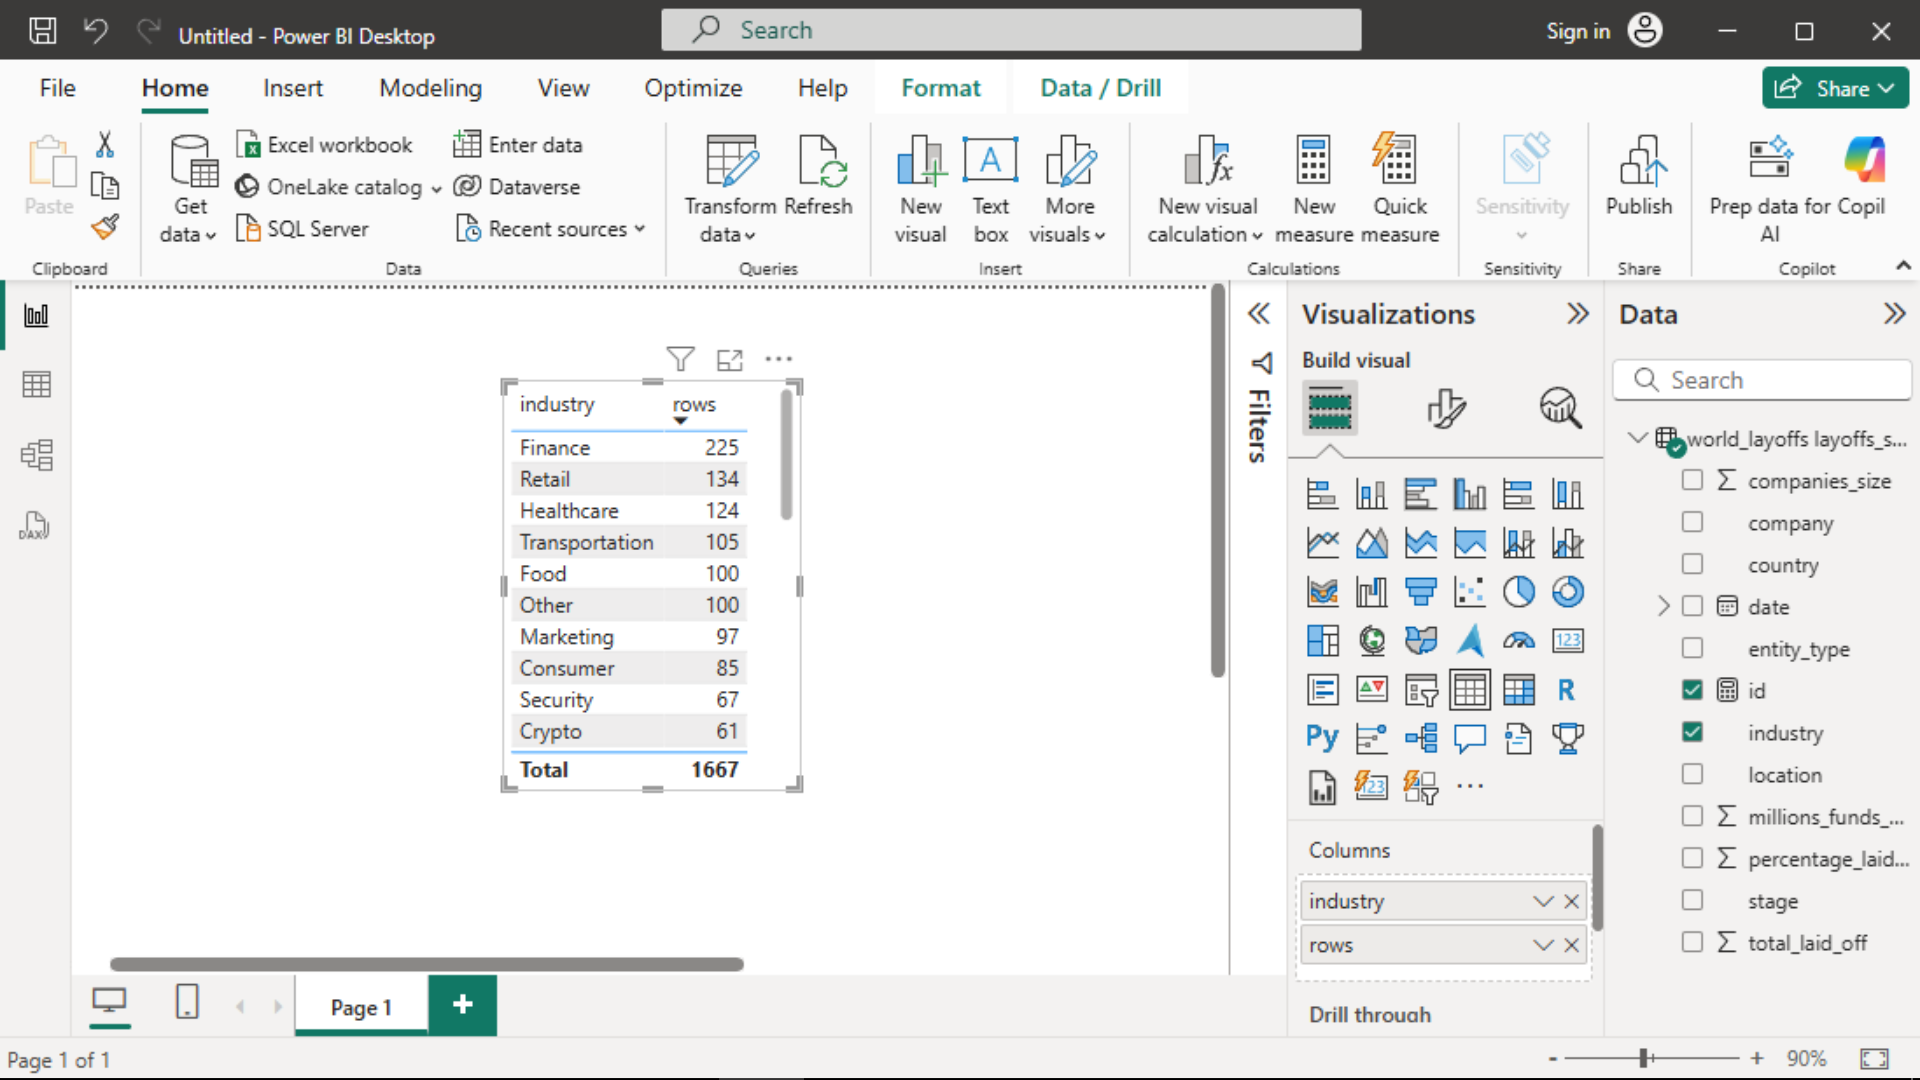 Untitled - Power BI Desktop
Search
Sign in
File
Home
Insert
Modeling
View
Optimize
Help
Format
Data / Drill
Share
Paste
Get data
Excel workbook
OneLake catalog
SQL Server
Enter data
Dataverse
Recent sources
Transform data
Refresh
New visual
Text box
More visuals
New visual calculation
New measure
Quick measure
Sensitivity
Publish
Prep data for AI
Copil
Clipboard
Data
Queries
Insert
Calculations
Sensitivity
Share
Copilot
industry rows
Finance 225
Retail 134
Healthcare 124
Transportation 105
Food 100
Other 100
Marketing 97
Consumer 85
Security 67
Crypto 61
Total 1667
Filters
Visualizations
Build visual
123
R
Py
123
Columns
industry
rows
Drill through
Data
Search
world_layoffs layoffs_s...
companies_size
company
country
date
entity_type
id
industry
location
millions_funds_...
percentage_laid...
stage
total_laid_off
DAX
Page 1
Page 1 of 1
90%